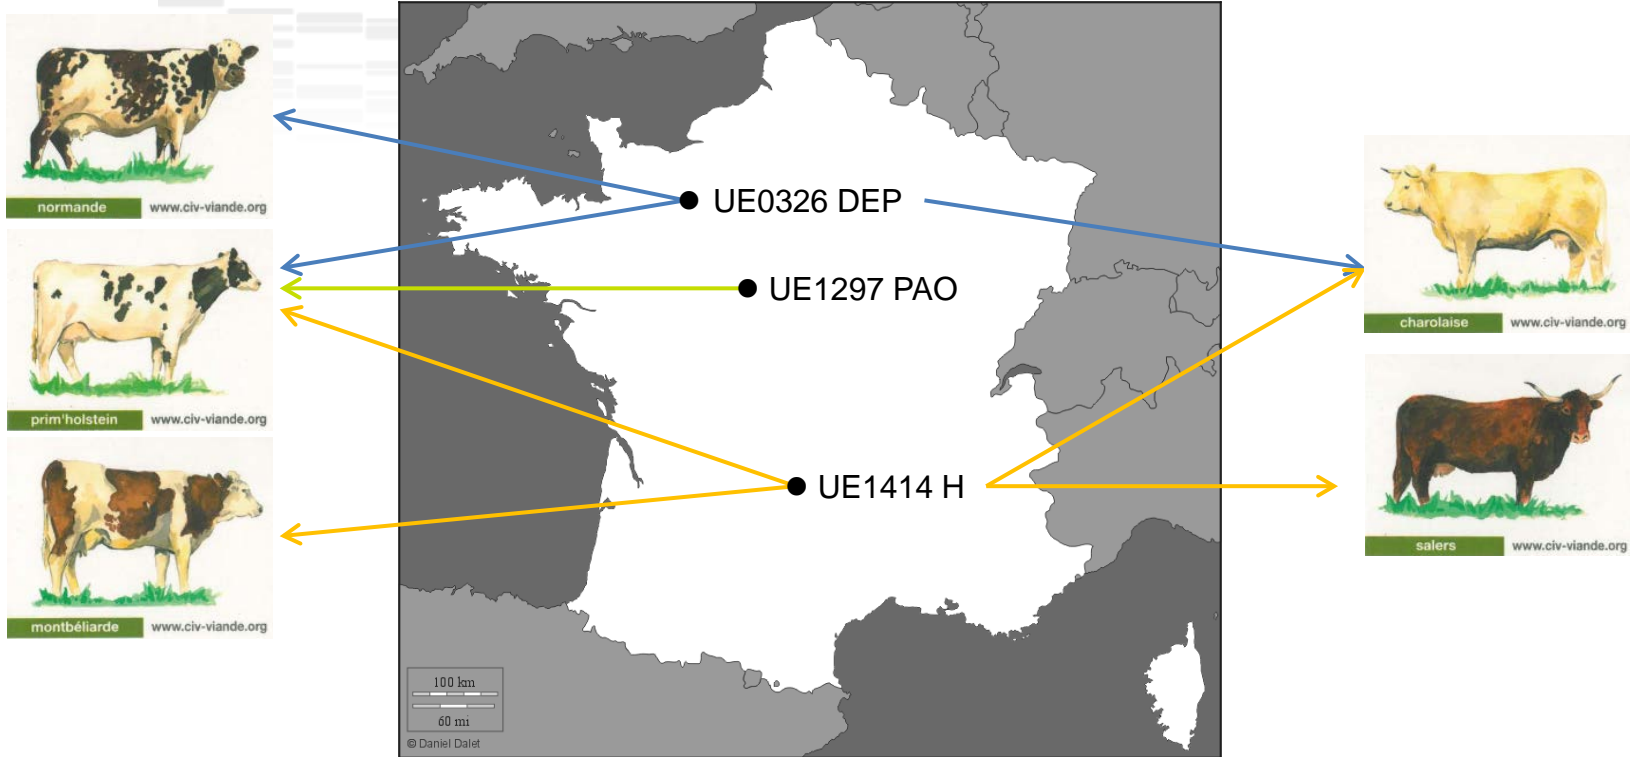 normande www.civ-viande.org
prim'holstein www.civ-viande.org
montbéliarde www.civ-viande.org
UE0326 DEP
UE1297 PAO
UE1414 H
100 km
60 mi
© Daniel Dalet
charolaise www.civ-viande.org
salers www.civ-viande.org